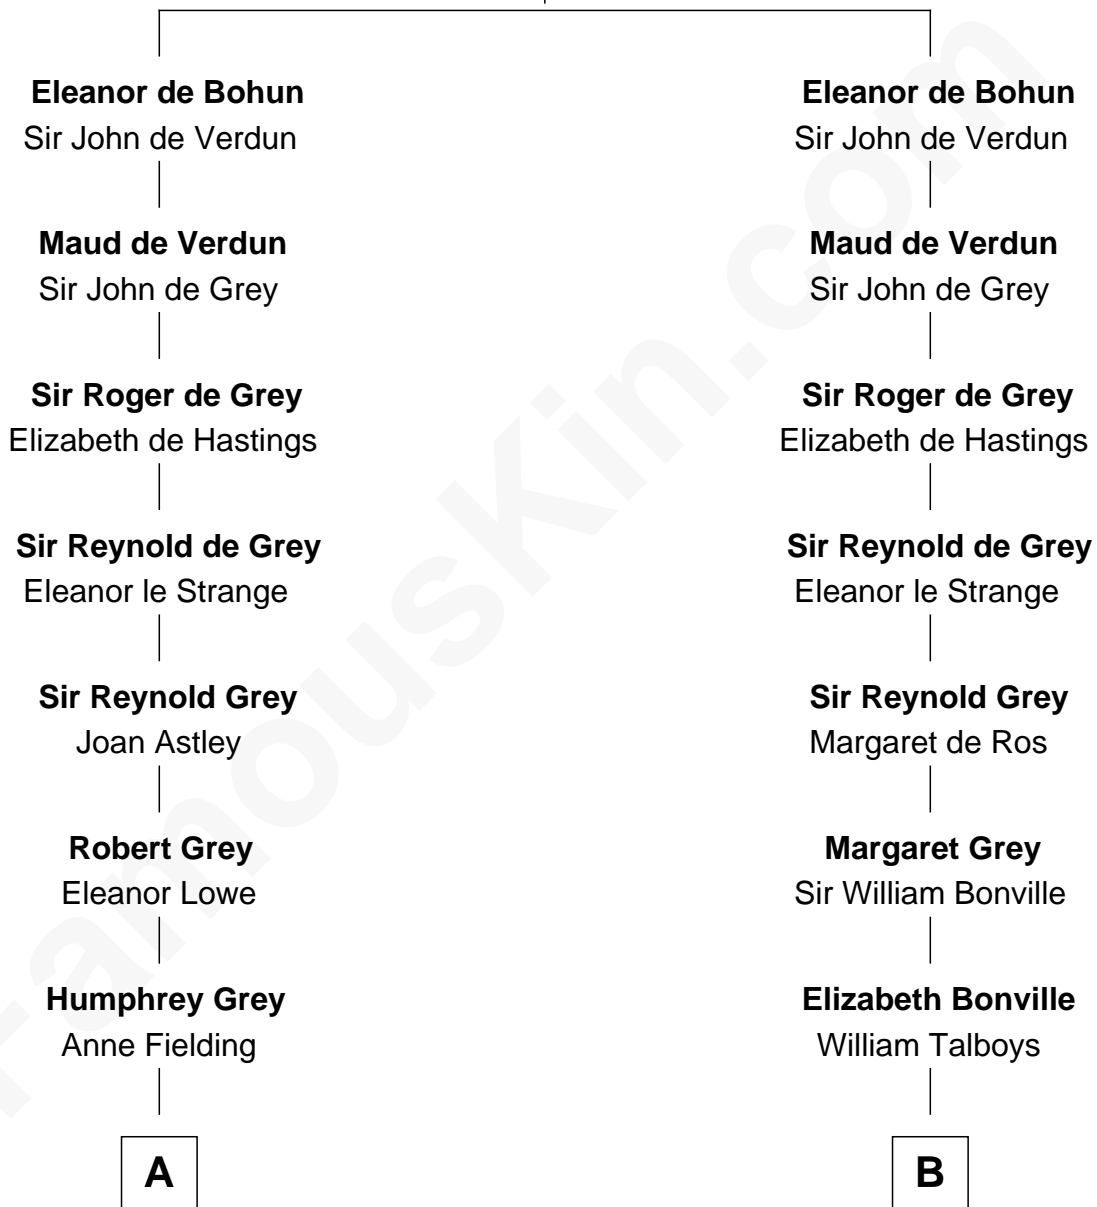 Eleanor de Bohun
Sir John de Verdun
Maud de Verdun
Sir John de Grey
Sir Roger de Grey
Elizabeth de Hastings
Sir Reynold de Grey
Eleanor le Strange
Sir Reynold Grey
Joan Astley
Robert Grey
Eleanor Lowe
Humphrey Grey
Anne Fielding
A
Eleanor de Bohun
Sir John de Verdun
Maud de Verdun
Sir John de Grey
Sir Roger de Grey
Elizabeth de Hastings
Sir Reynold de Grey
Eleanor le Strange
Sir Reynold Grey
Margaret de Ros
Margaret Grey
Sir William Bonville
Elizabeth Bonville
William Talboys
B
FamousKin.com